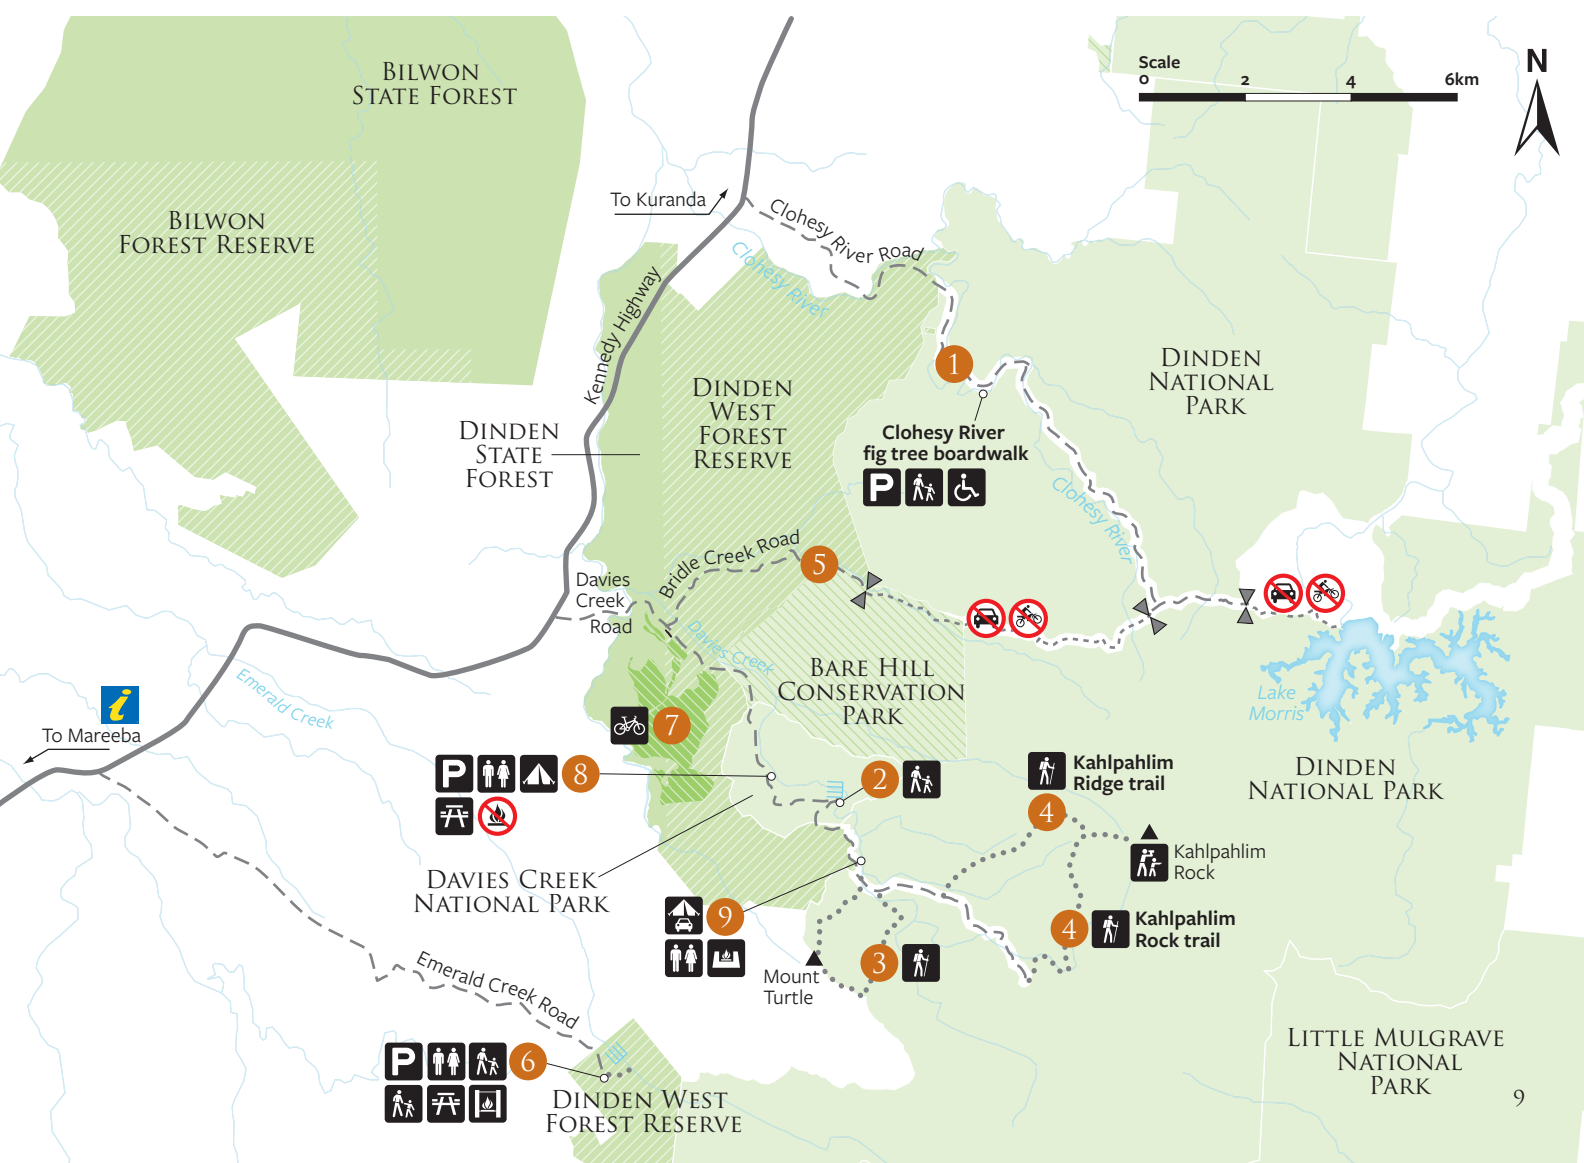 BILWON
STATE FOREST
Scale
0 2 4 6km
N
BILWON
FOREST RESERVE
To Kuranda
Clohesy River Road
Clohesy River
Kennedy Highway
DINDEN
WEST
FOREST
RESERVE
1
DINDEN
NATIONAL
PARK
DINDEN
STATE
FOREST
Clohesy River
fig tree boardwalk
P
Clohesy River
Bridle Creek Road
5
Davies
Creek
Road
Davies Creek
BARE HILL
CONSERVATION
PARK
Lake
Morris
Emerald Creek
i
To Mareeba
7
P
8
2
Kahlpahlim
Ridge trail
4
DINDEN
NATIONAL PARK
Kahlpahlim
Rock
DAVIES CREEK
NATIONAL PARK
9
4
Kahlpahlim
Rock trail
3
Mount
Turtle
Emerald Creek Road
P
6
DINDEN WEST
FOREST RESERVE
LITTLE MULGRAVE
NATIONAL
PARK
9